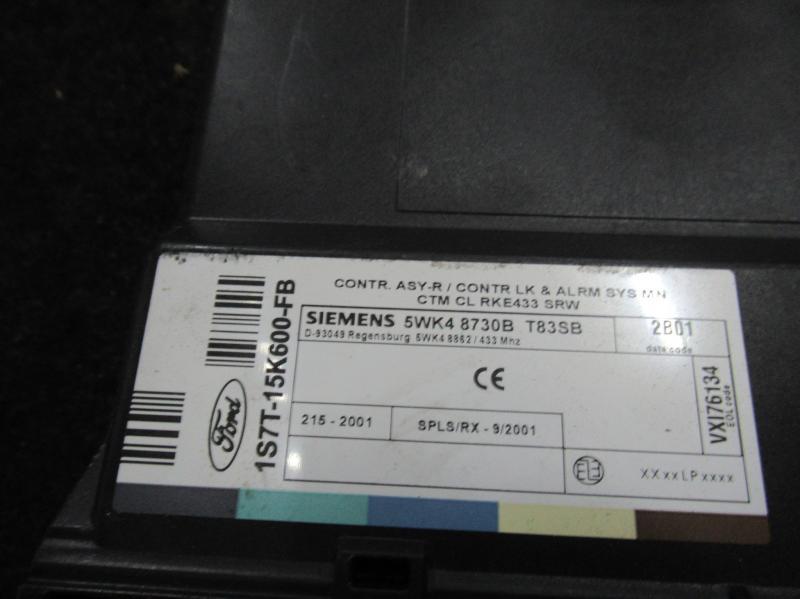 CONTR. ASY-R / CONTR LK & ALRM SYS MN
CTM CL RKE433 SRW
SIEMENS 5WK4 8730B T83SB
D-93049 Regensburg 5WK4 8862 / 433 Mhz
2B01
date code
215 - 2001
SPLS/RX - 9/2001
VXI76134
EOL code
XXxxLPxxxx
Ford
1S7T-15K600-FB
CE